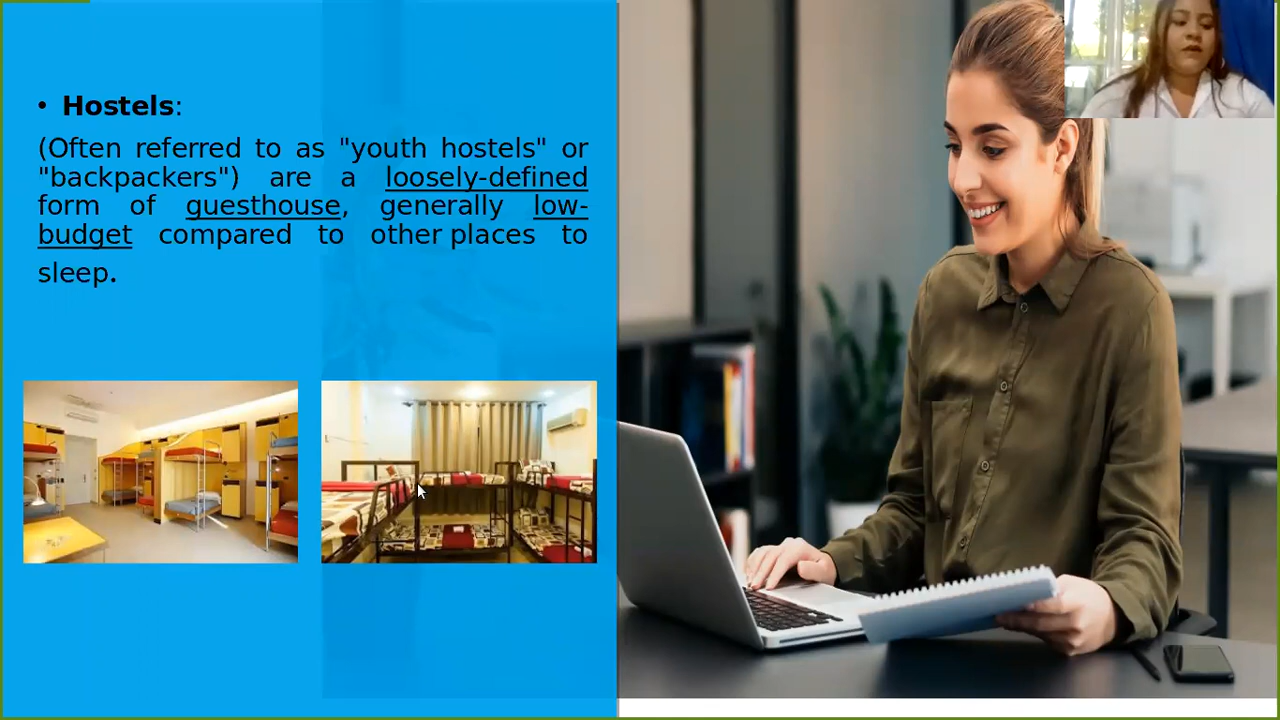 • Hostels:
(Often referred to as "youth hostels" or
"backpackers") are a loosely-defined
form of guesthouse, generally low-
budget compared to other places to
sleep.